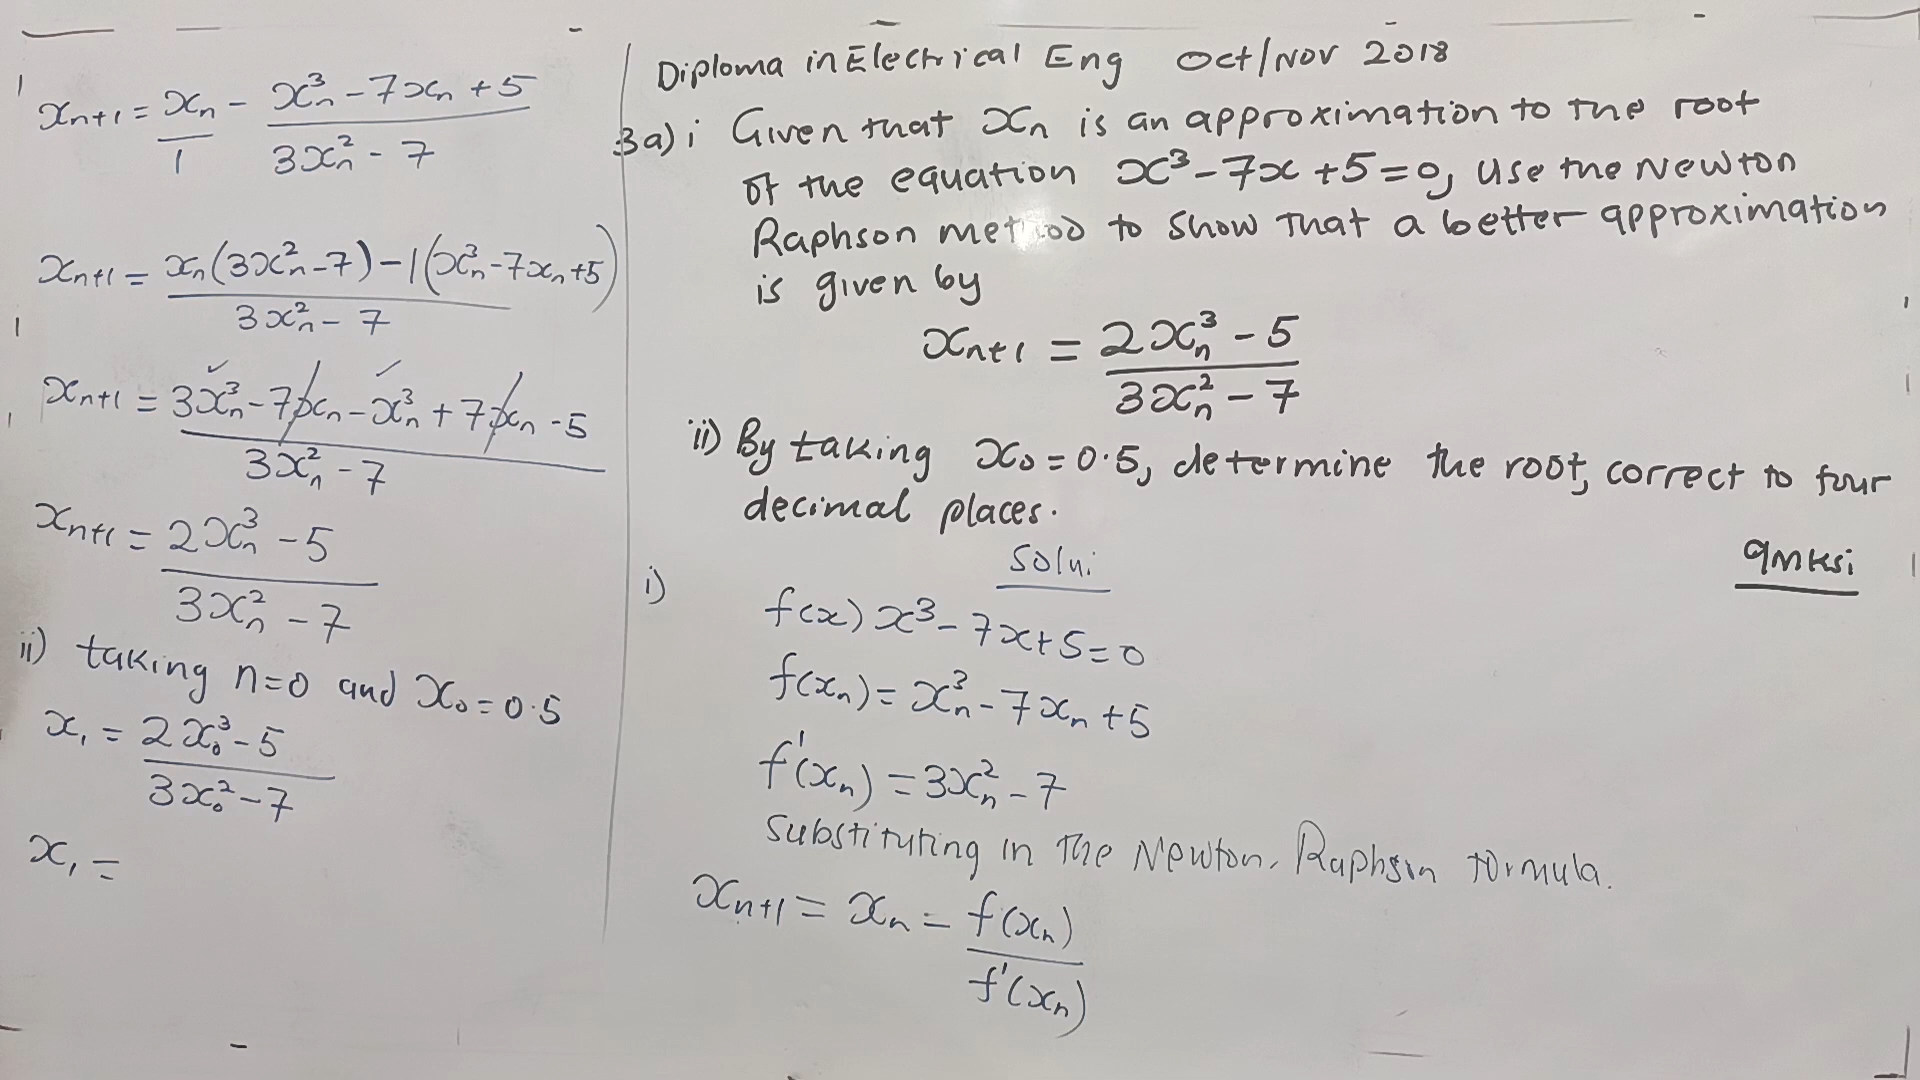 Diploma in Electrical Eng Oct/Nov 2018
3a) i Given that xₙ is an approximation to the root
of the equation x³-7x+5=0, use the Newton
Raphson method to show that a better approximation
is given by
xₙ₊₁ = 2xₙ³ - 5
3xₙ² - 7
ii) By taking x₀ = 0.5, determine the root, correct to four
decimal places.
9mks;
Soln:
i)
f(x) x³ - 7x + 5 = 0
f(xₙ) = xₙ³ - 7xₙ + 5
f'(xₙ) = 3xₙ² - 7
Substituting in the Newton-Raphson formula.
xₙ₊₁ = xₙ - f(xₙ)
f'(xₙ)
xₙ₊₁ = xₙ - xₙ³ - 7xₙ + 5
1 3xₙ² - 7
xₙ₊₁ = xₙ(3xₙ² - 7) - 1(xₙ³ - 7xₙ + 5)
3xₙ² - 7
xₙ₊₁ = 3xₙ³ - 7xₙ - xₙ³ + 7xₙ - 5
3xₙ² - 7
xₙ₊₁ = 2xₙ³ - 5
3xₙ² - 7
ii) taking n=0 and x₀ = 0.5
x₁ = 2x₀³ - 5
3x₀² - 7
x₁ =